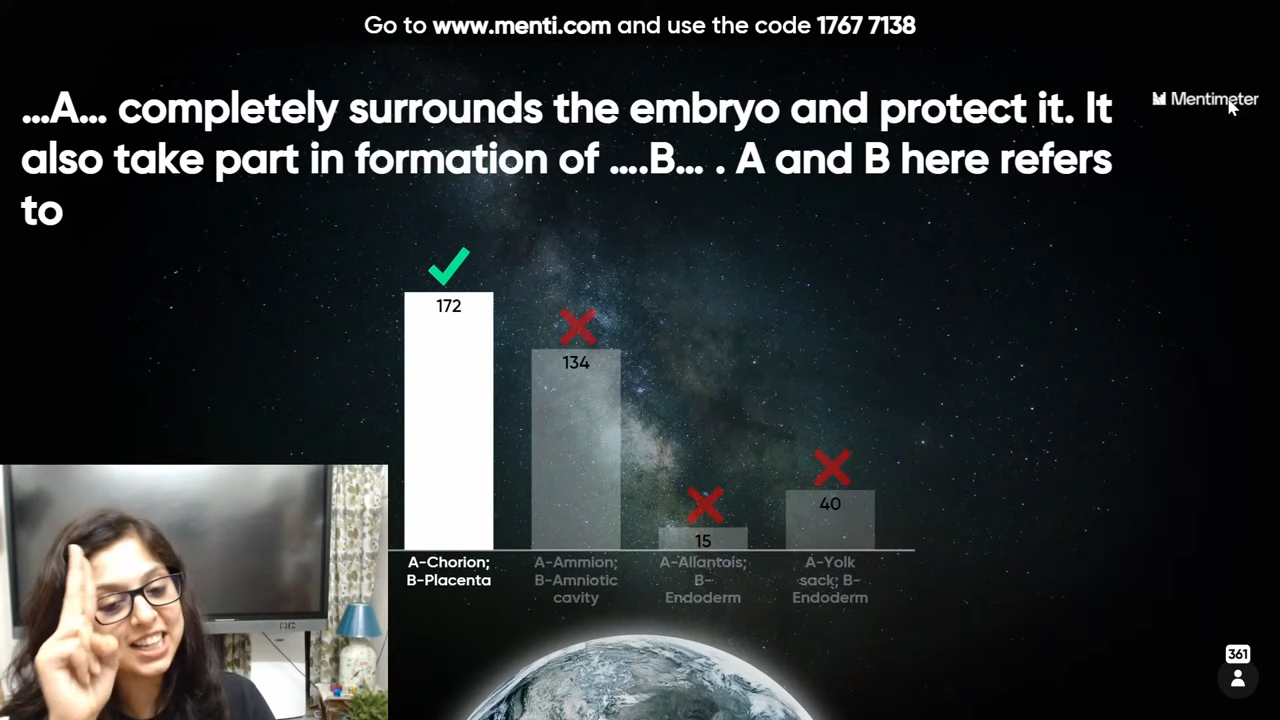 Go to www.menti.com and use the code 1767 7138
Mentimeter
...A... completely surrounds the embryo and protect it. It
also take part in formation of ....B... . A and B here refers
to
172
134
15
40
A-Chorion;
B-Placenta
A-Ammion;
B-Amniotic
cavity
A-Allantois;
B-
Endoderm
A-Yolk
sack; B-
Endoderm
361